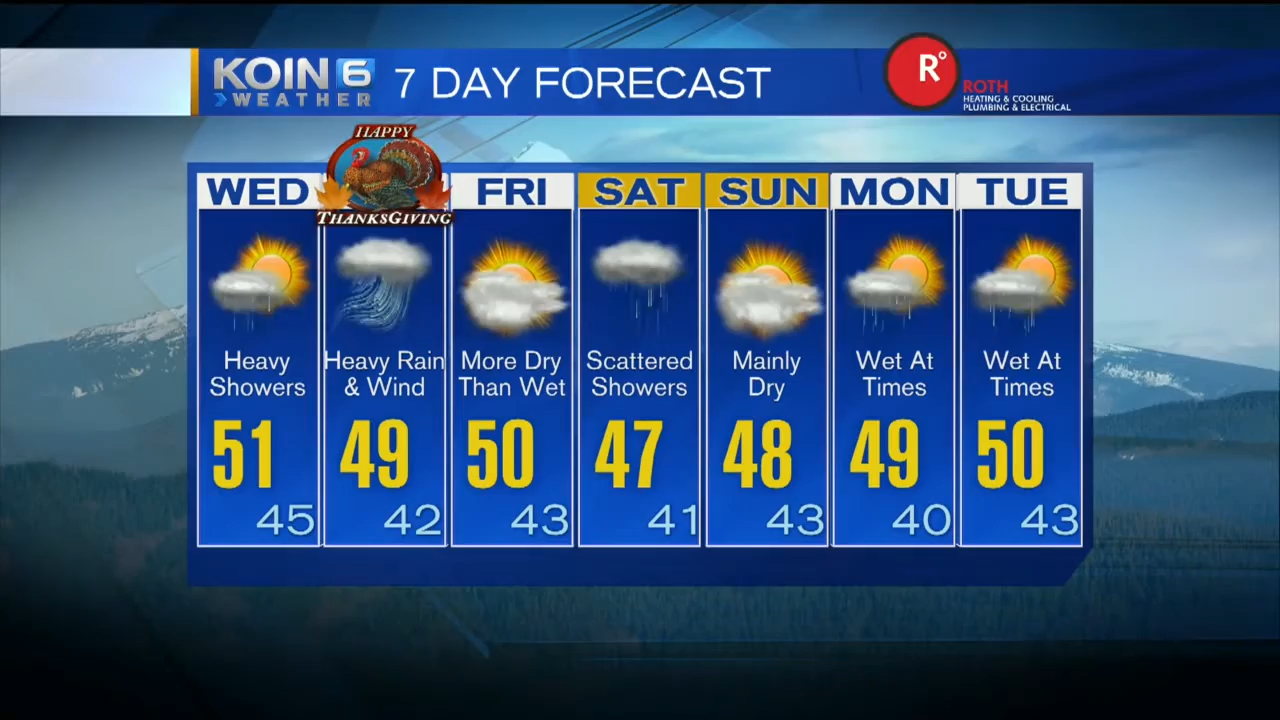 KOIN 6
WEATHER
7 DAY FORECAST
R°
ROTH
HEATING & COOLING
PLUMBING & ELECTRICAL
HAPPY
THANKSGIVING
WED
FRI
SAT
SUN
MON
TUE
Heavy
Showers
Heavy Rain
& Wind
More Dry
Than Wet
Scattered
Showers
Mainly
Dry
Wet At
Times
Wet At
Times
51
49
50
47
48
49
50
45
42
43
41
43
40
43